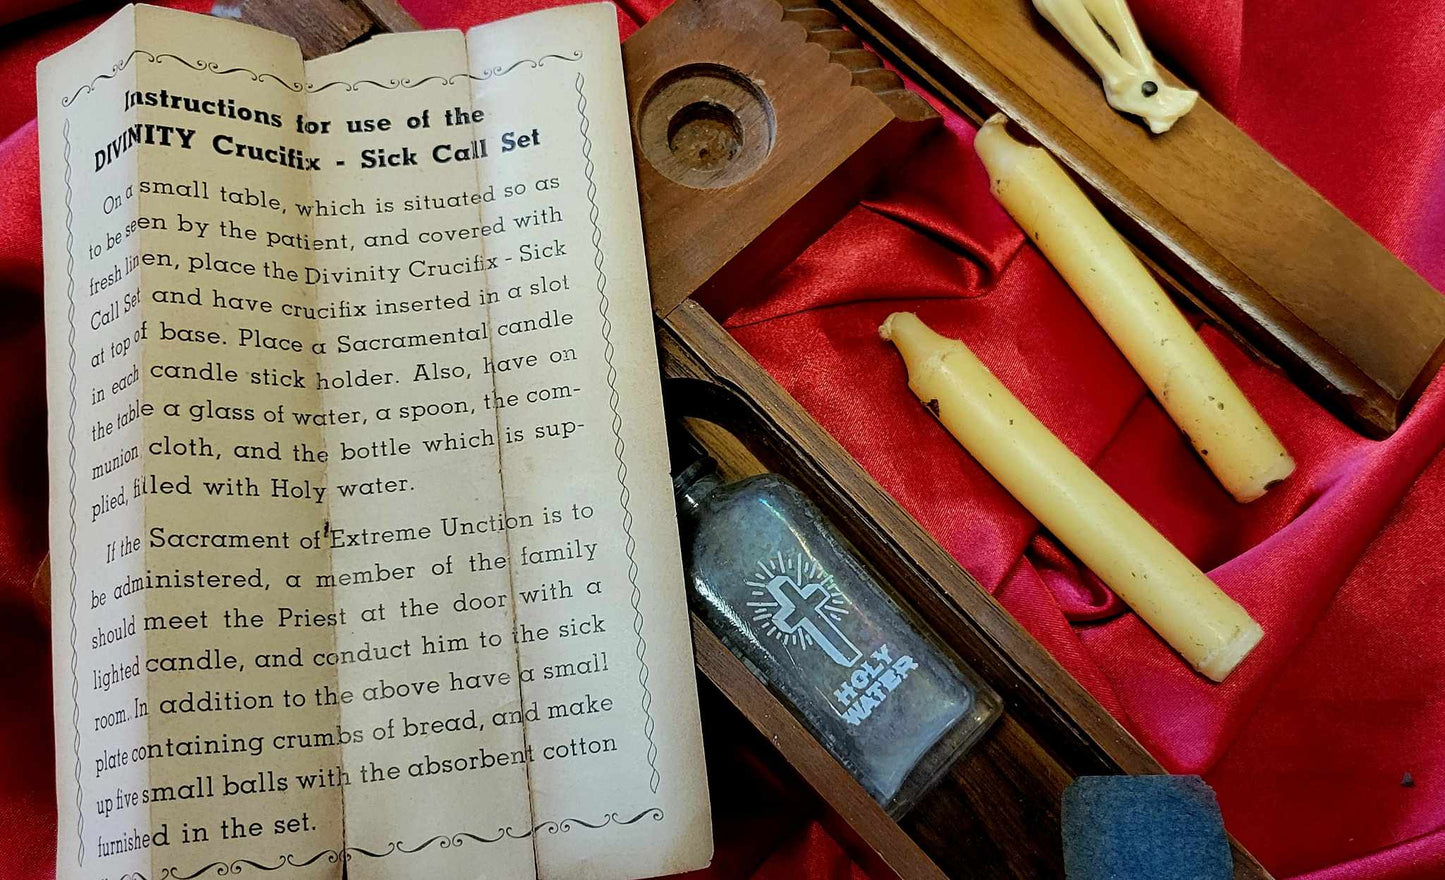 Instructions for use of the
DIVINITY Crucifix - Sick Call Set
On a small table, which is situated so as
to be seen by the patient, and covered with
fresh linen, place the Divinity Crucifix - Sick
Call Set and have crucifix inserted in a slot
at top of base. Place a Sacramental candle
in each candle stick holder. Also, have on
the table a glass of water, a spoon, the com-
munion cloth, and the bottle which is sup-
plied, filled with Holy water.
If the Sacrament of Extreme Unction is to
be administered, a member of the family
should meet the Priest at the door with a
lighted candle, and conduct him to the sick
room. In addition to the above have a small
plate containing crumbs of bread, and make
up five small balls with the absorbent cotton
furnished in the set.
HOLY
WATER